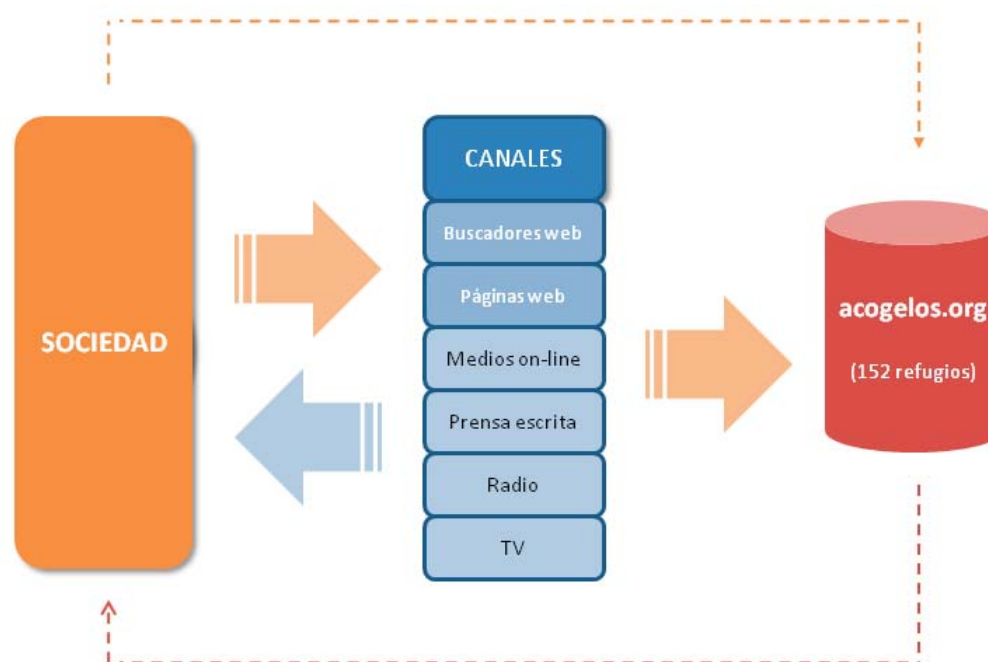 SOCIEDAD
CANALES
Buscadores web
Páginas web
Medios on-line
Prensa escrita
Radio
TV
acogelos.org
(152 refugios)